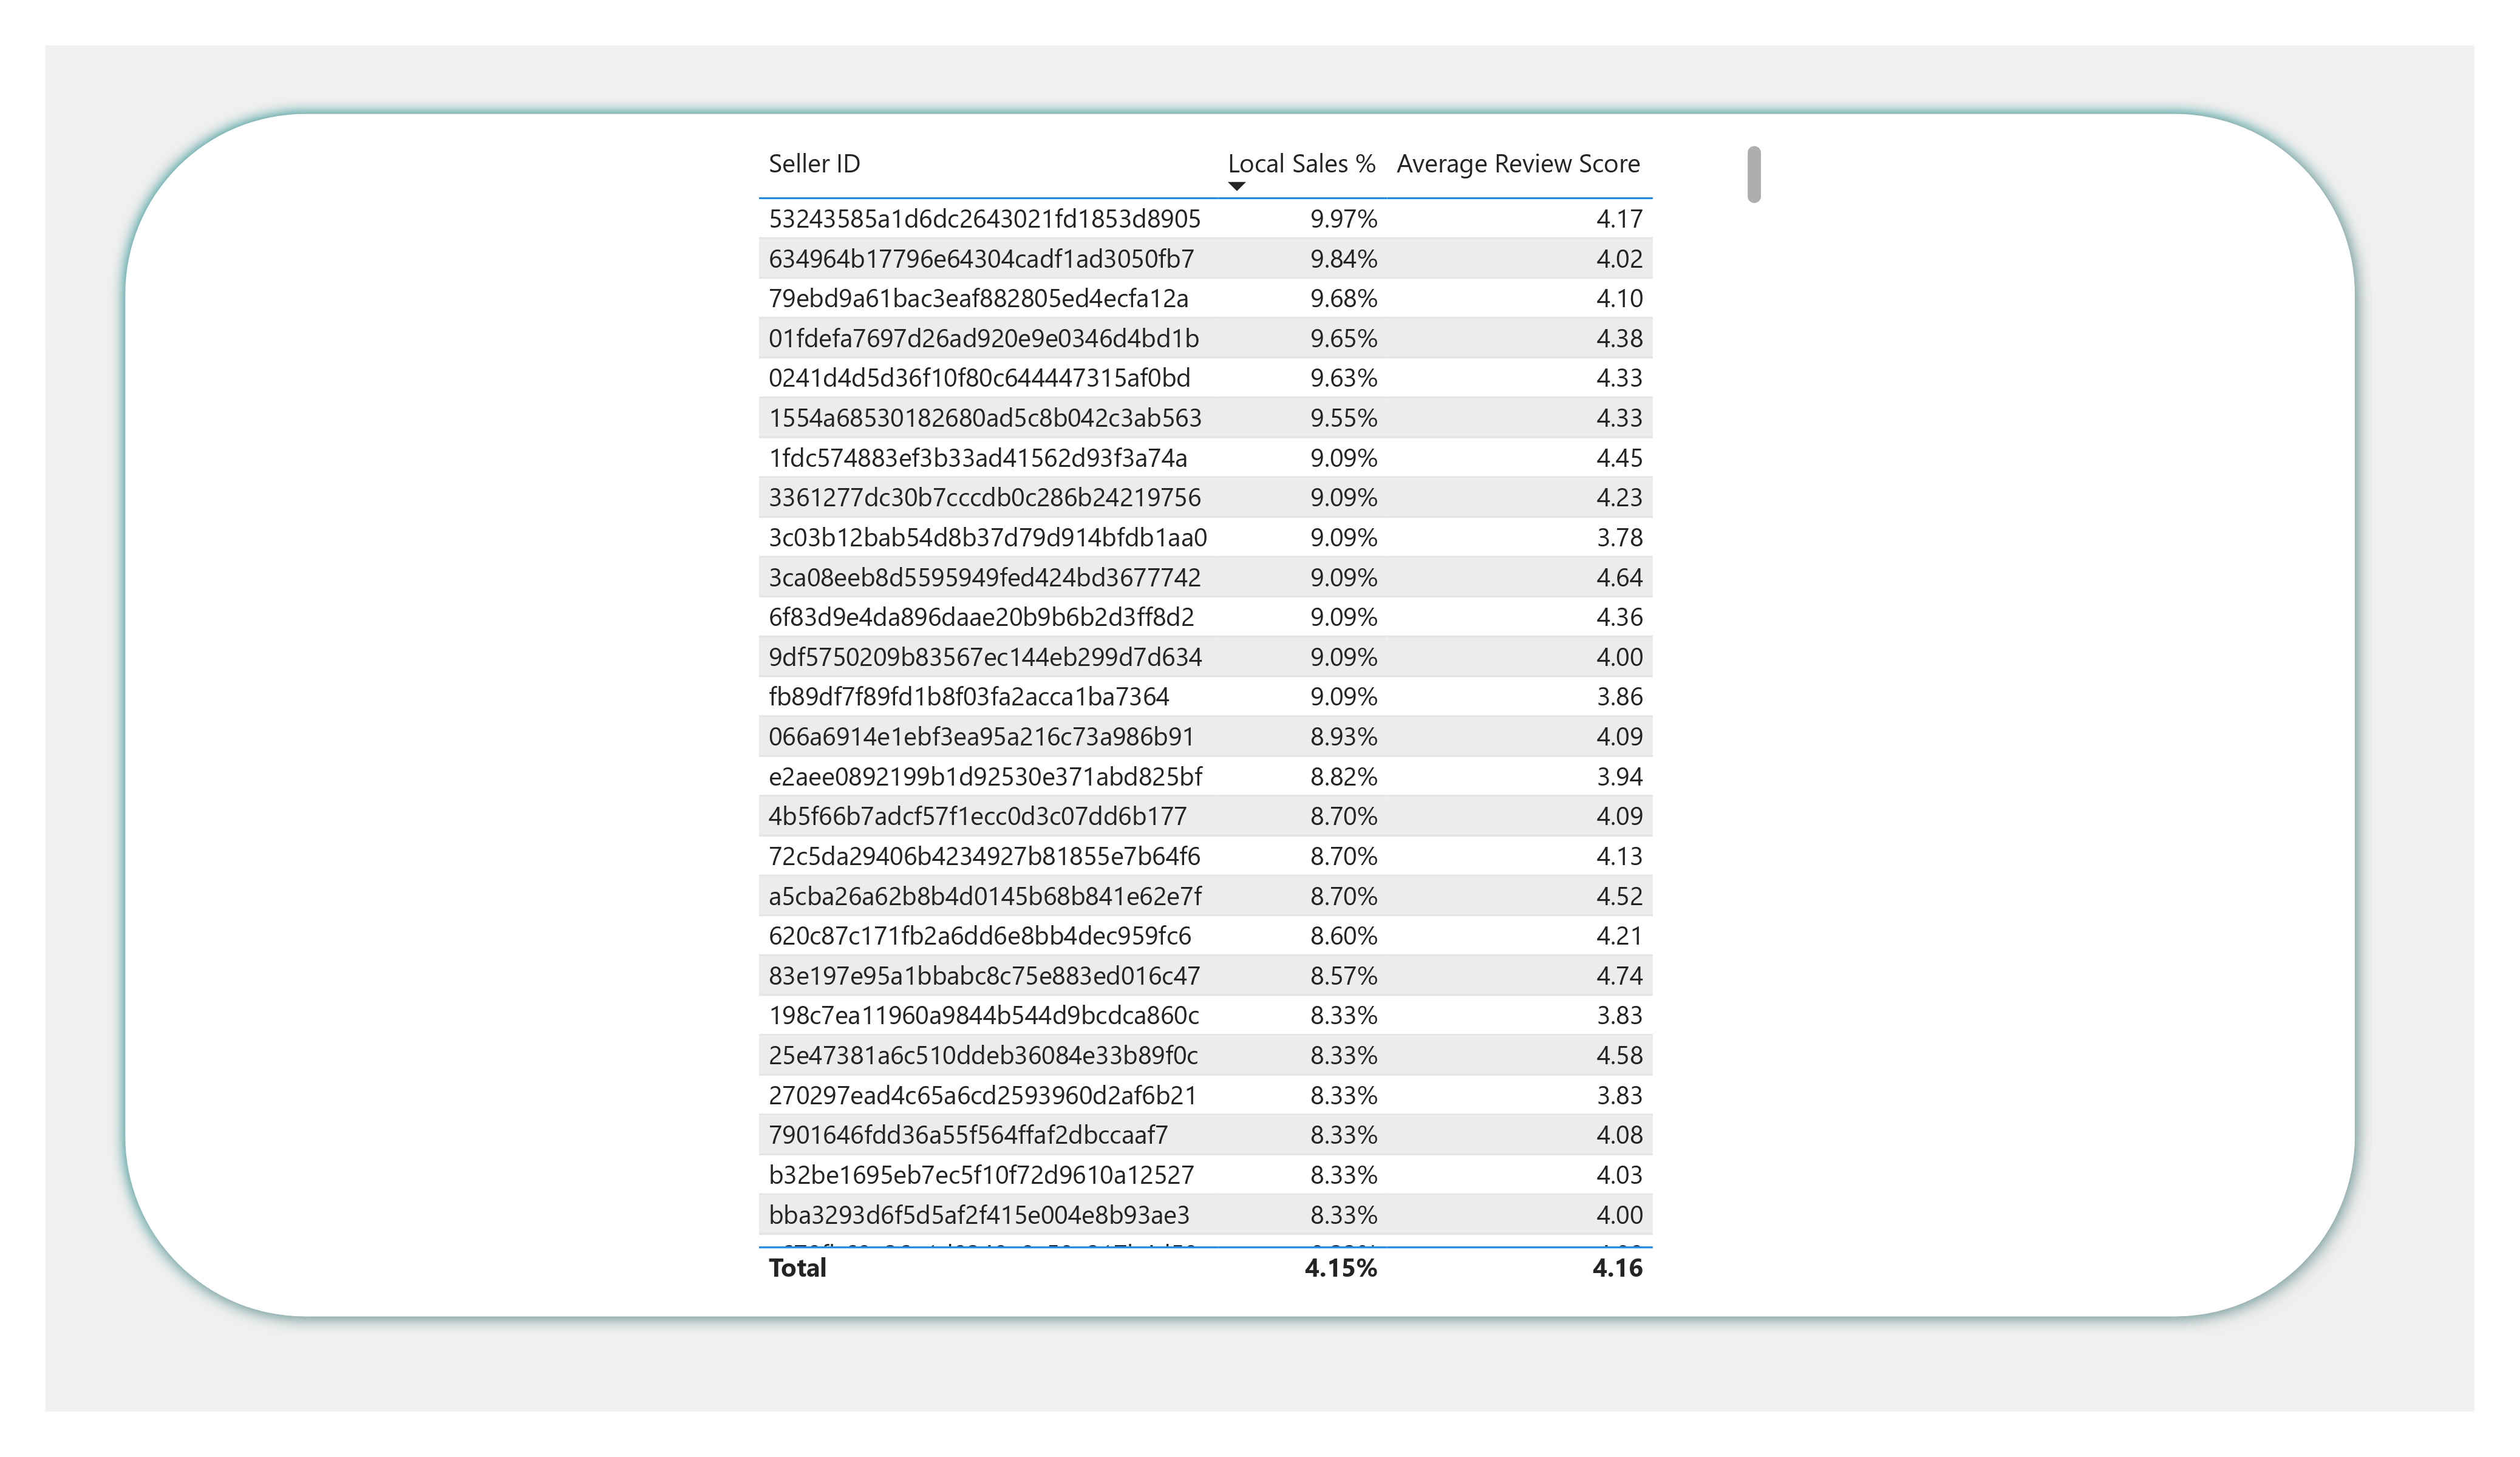 Seller ID Local Sales % Average Review Score
53243585a1d6dc2643021fd1853d8905 9.97% 4.17
634964b17796e64304cadf1ad3050fb7 9.84% 4.02
79ebd9a61bac3eaf882805ed4ecfa12a 9.68% 4.10
01fdefa7697d26ad920e9e0346d4bd1b 9.65% 4.38
0241d4d5d36f10f80c644447315af0bd 9.63% 4.33
1554a68530182680ad5c8b042c3ab563 9.55% 4.33
1fdc574883ef3b33ad41562d93f3a74a 9.09% 4.45
3361277dc30b7cccdb0c286b24219756 9.09% 4.23
3c03b12bab54d8b37d79d914bfdb1aa0 9.09% 3.78
3ca08eeb8d5595949fed424bd3677742 9.09% 4.64
6f83d9e4da896daae20b9b6b2d3ff8d2 9.09% 4.36
9df5750209b83567ec144eb299d7d634 9.09% 4.00
fb89df7f89fd1b8f03fa2acca1ba7364 9.09% 3.86
066a6914e1ebf3ea95a216c73a986b91 8.93% 4.09
e2aee0892199b1d92530e371abd825bf 8.82% 3.94
4b5f66b7adcf57f1ecc0d3c07dd6b177 8.70% 4.09
72c5da29406b4234927b81855e7b64f6 8.70% 4.13
a5cba26a62b8b4d0145b68b841e62e7f 8.70% 4.52
620c87c171fb2a6dd6e8bb4dec959fc6 8.60% 4.21
83e197e95a1bbabc8c75e883ed016c47 8.57% 4.74
198c7ea11960a9844b544d9bcdca860c 8.33% 3.83
25e47381a6c510ddeb36084e33b89f0c 8.33% 4.58
270297ead4c65a6cd2593960d2af6b21 8.33% 3.83
7901646fdd36a55f564ffaf2dbccaaf7 8.33% 4.08
b32be1695eb7ec5f10f72d9610a12527 8.33% 4.03
bba3293d6f5d5af2f415e004e8b93ae3 8.33% 4.00
Total 4.15% 4.16